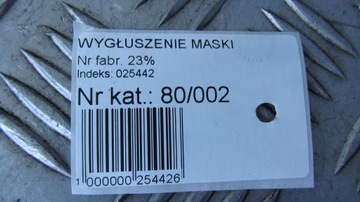 WYGŁUSZENIE MASKI
Nr fabr. 23%
Indeks: 025442
Nr kat.: 80/002
1 000000 254426